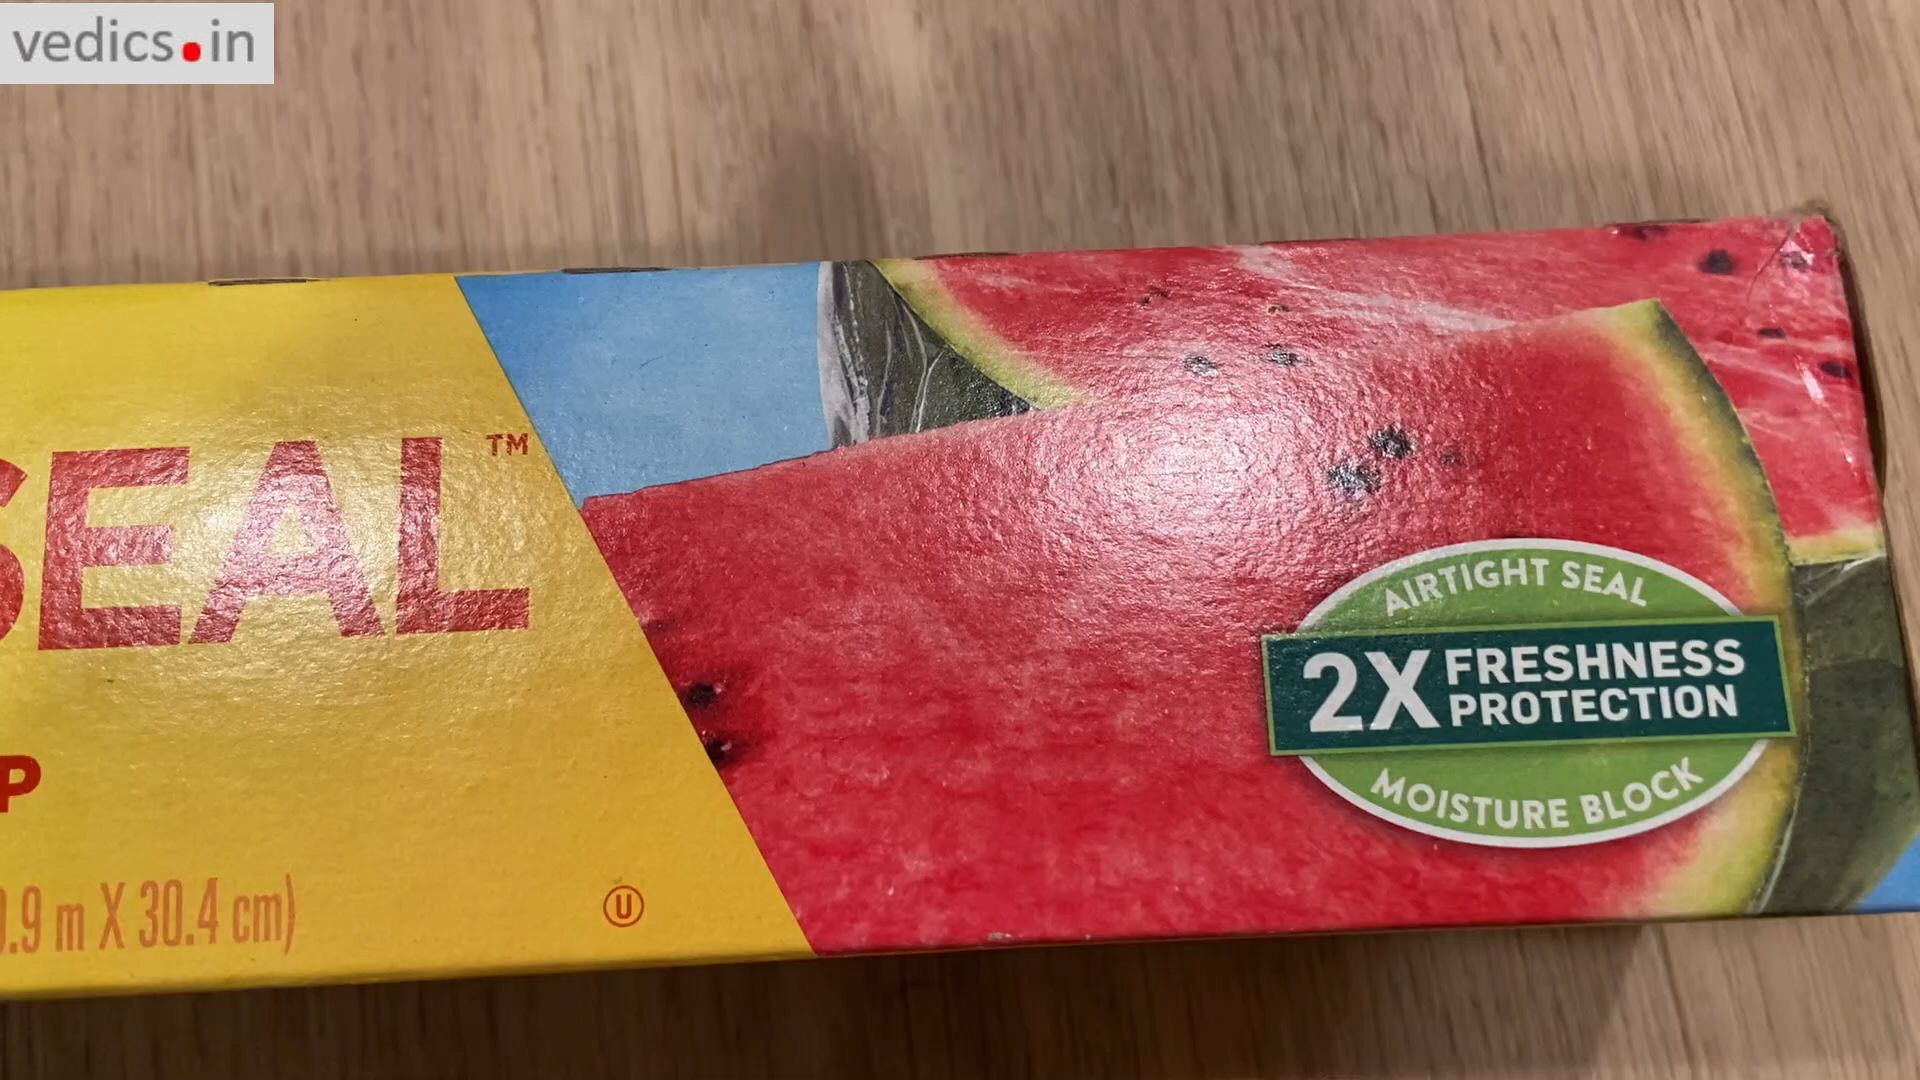 vedics.in
SEAL™
P
.9 m X 30.4 cm)
U
AIRTIGHT SEAL
2X FRESHNESS
PROTECTION
MOISTURE BLOCK